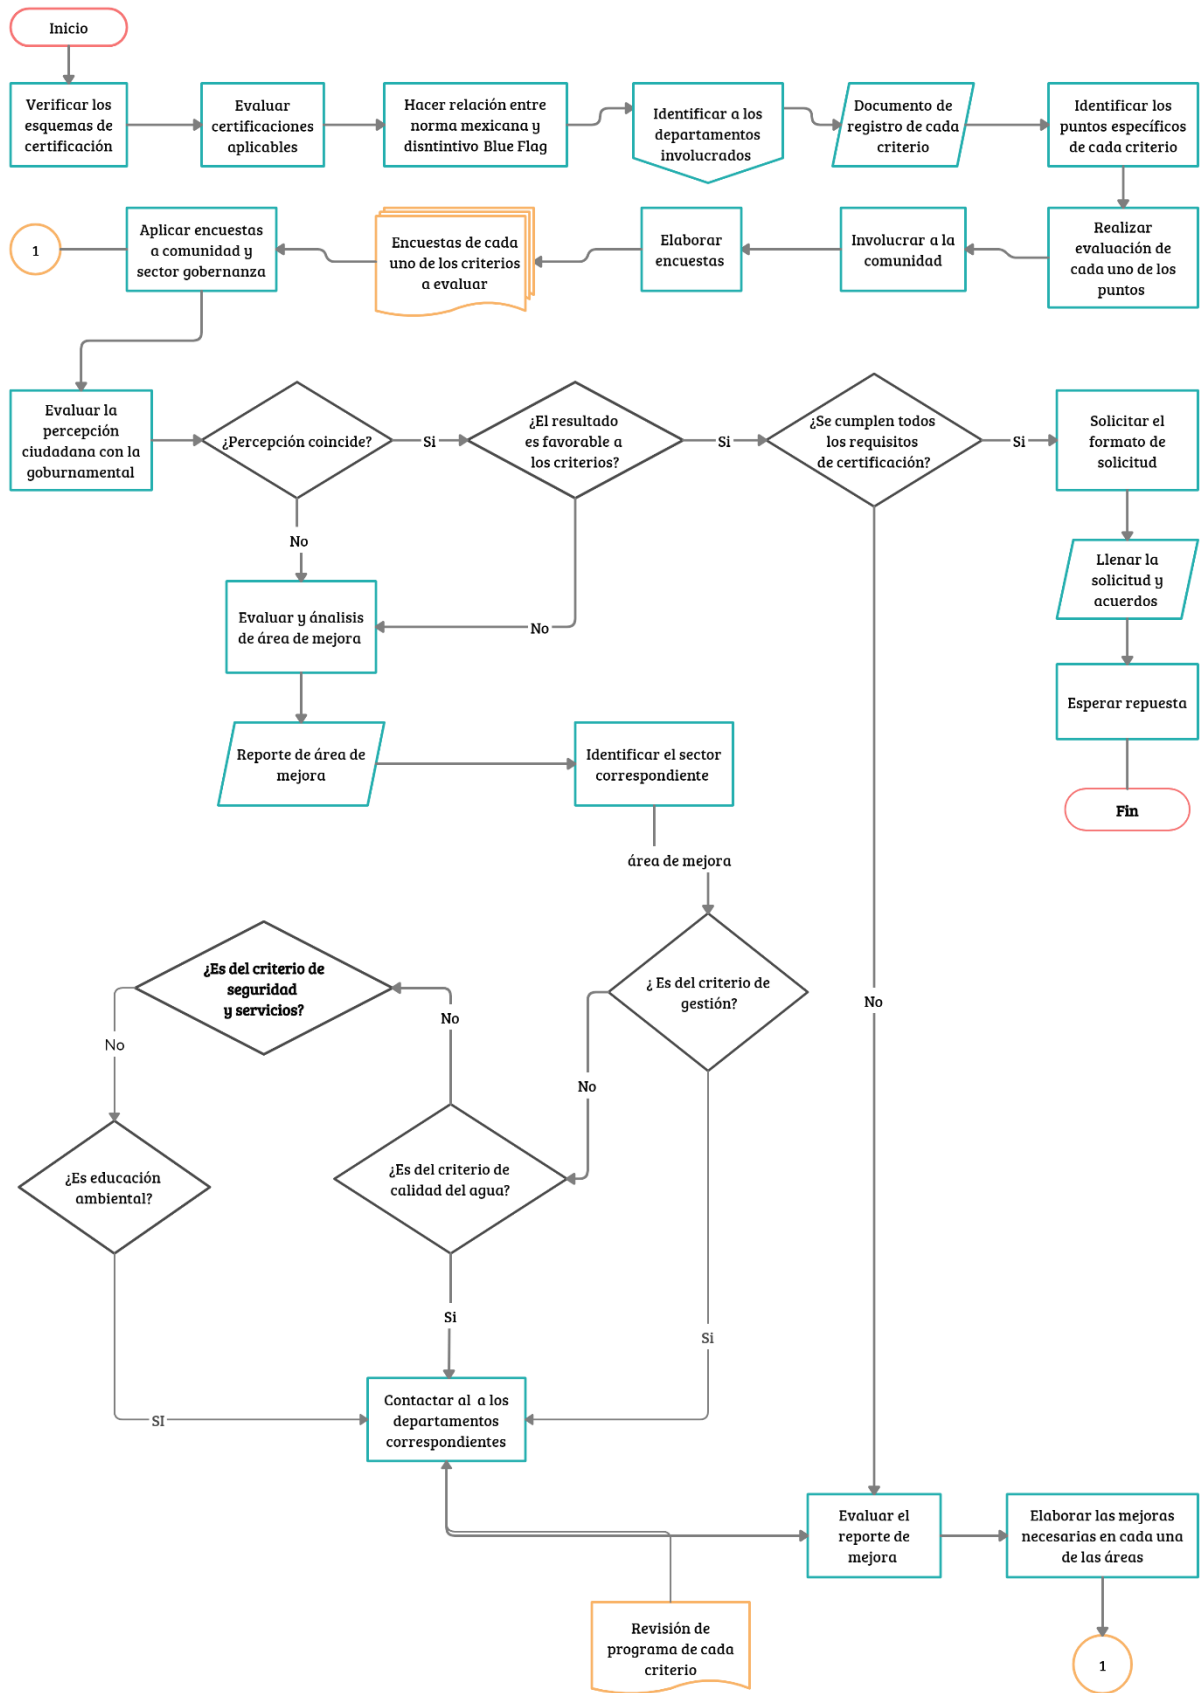 Inicio
Verificar los
esquemas de
certificación
Evaluar
certificaciones
aplicables
Hacer relación entre
norma mexicana y
disntintivo Blue Flag
Identificar a los
departamentos
involucrados
Documento de
registro de cada
criterio
Identificar los
puntos específicos
de cada criterio
1
Aplicar encuestas
a comunidad y
sector gobernanza
Encuestas de cada
uno de los criterios
a evaluar
Elaborar
encuestas
Involucrar a la
comunidad
Realizar
evaluación de
cada uno de los
puntos
Evaluar la
percepción
ciudadana con la
goburnamental
¿Percepción coincide?
Si
¿El resultado
es favorable a
los criterios?
Si
¿Se cumplen todos
los requisitos
de certificación?
Si
Solicitar el
formato de
solicitud
No
Llenar la
solicitud y
acuerdos
Evaluar y ánalisis
de área de mejora
No
Esperar repuesta
Reporte de área de
mejora
Identificar el sector
correspondiente
Fin
área de mejora
¿Es del criterio de
seguridad
y servicios?
¿ Es del criterio de
gestión?
No
No
No
No
¿Es educación
ambiental?
¿Es del criterio de
calidad del agua?
Si
Si
SI
Contactar al  a los
departamentos
correspondientes
Evaluar el
reporte de
mejora
Elaborar las mejoras
necesarias en cada una
de las áreas
Revisión de
programa de cada
criterio
1